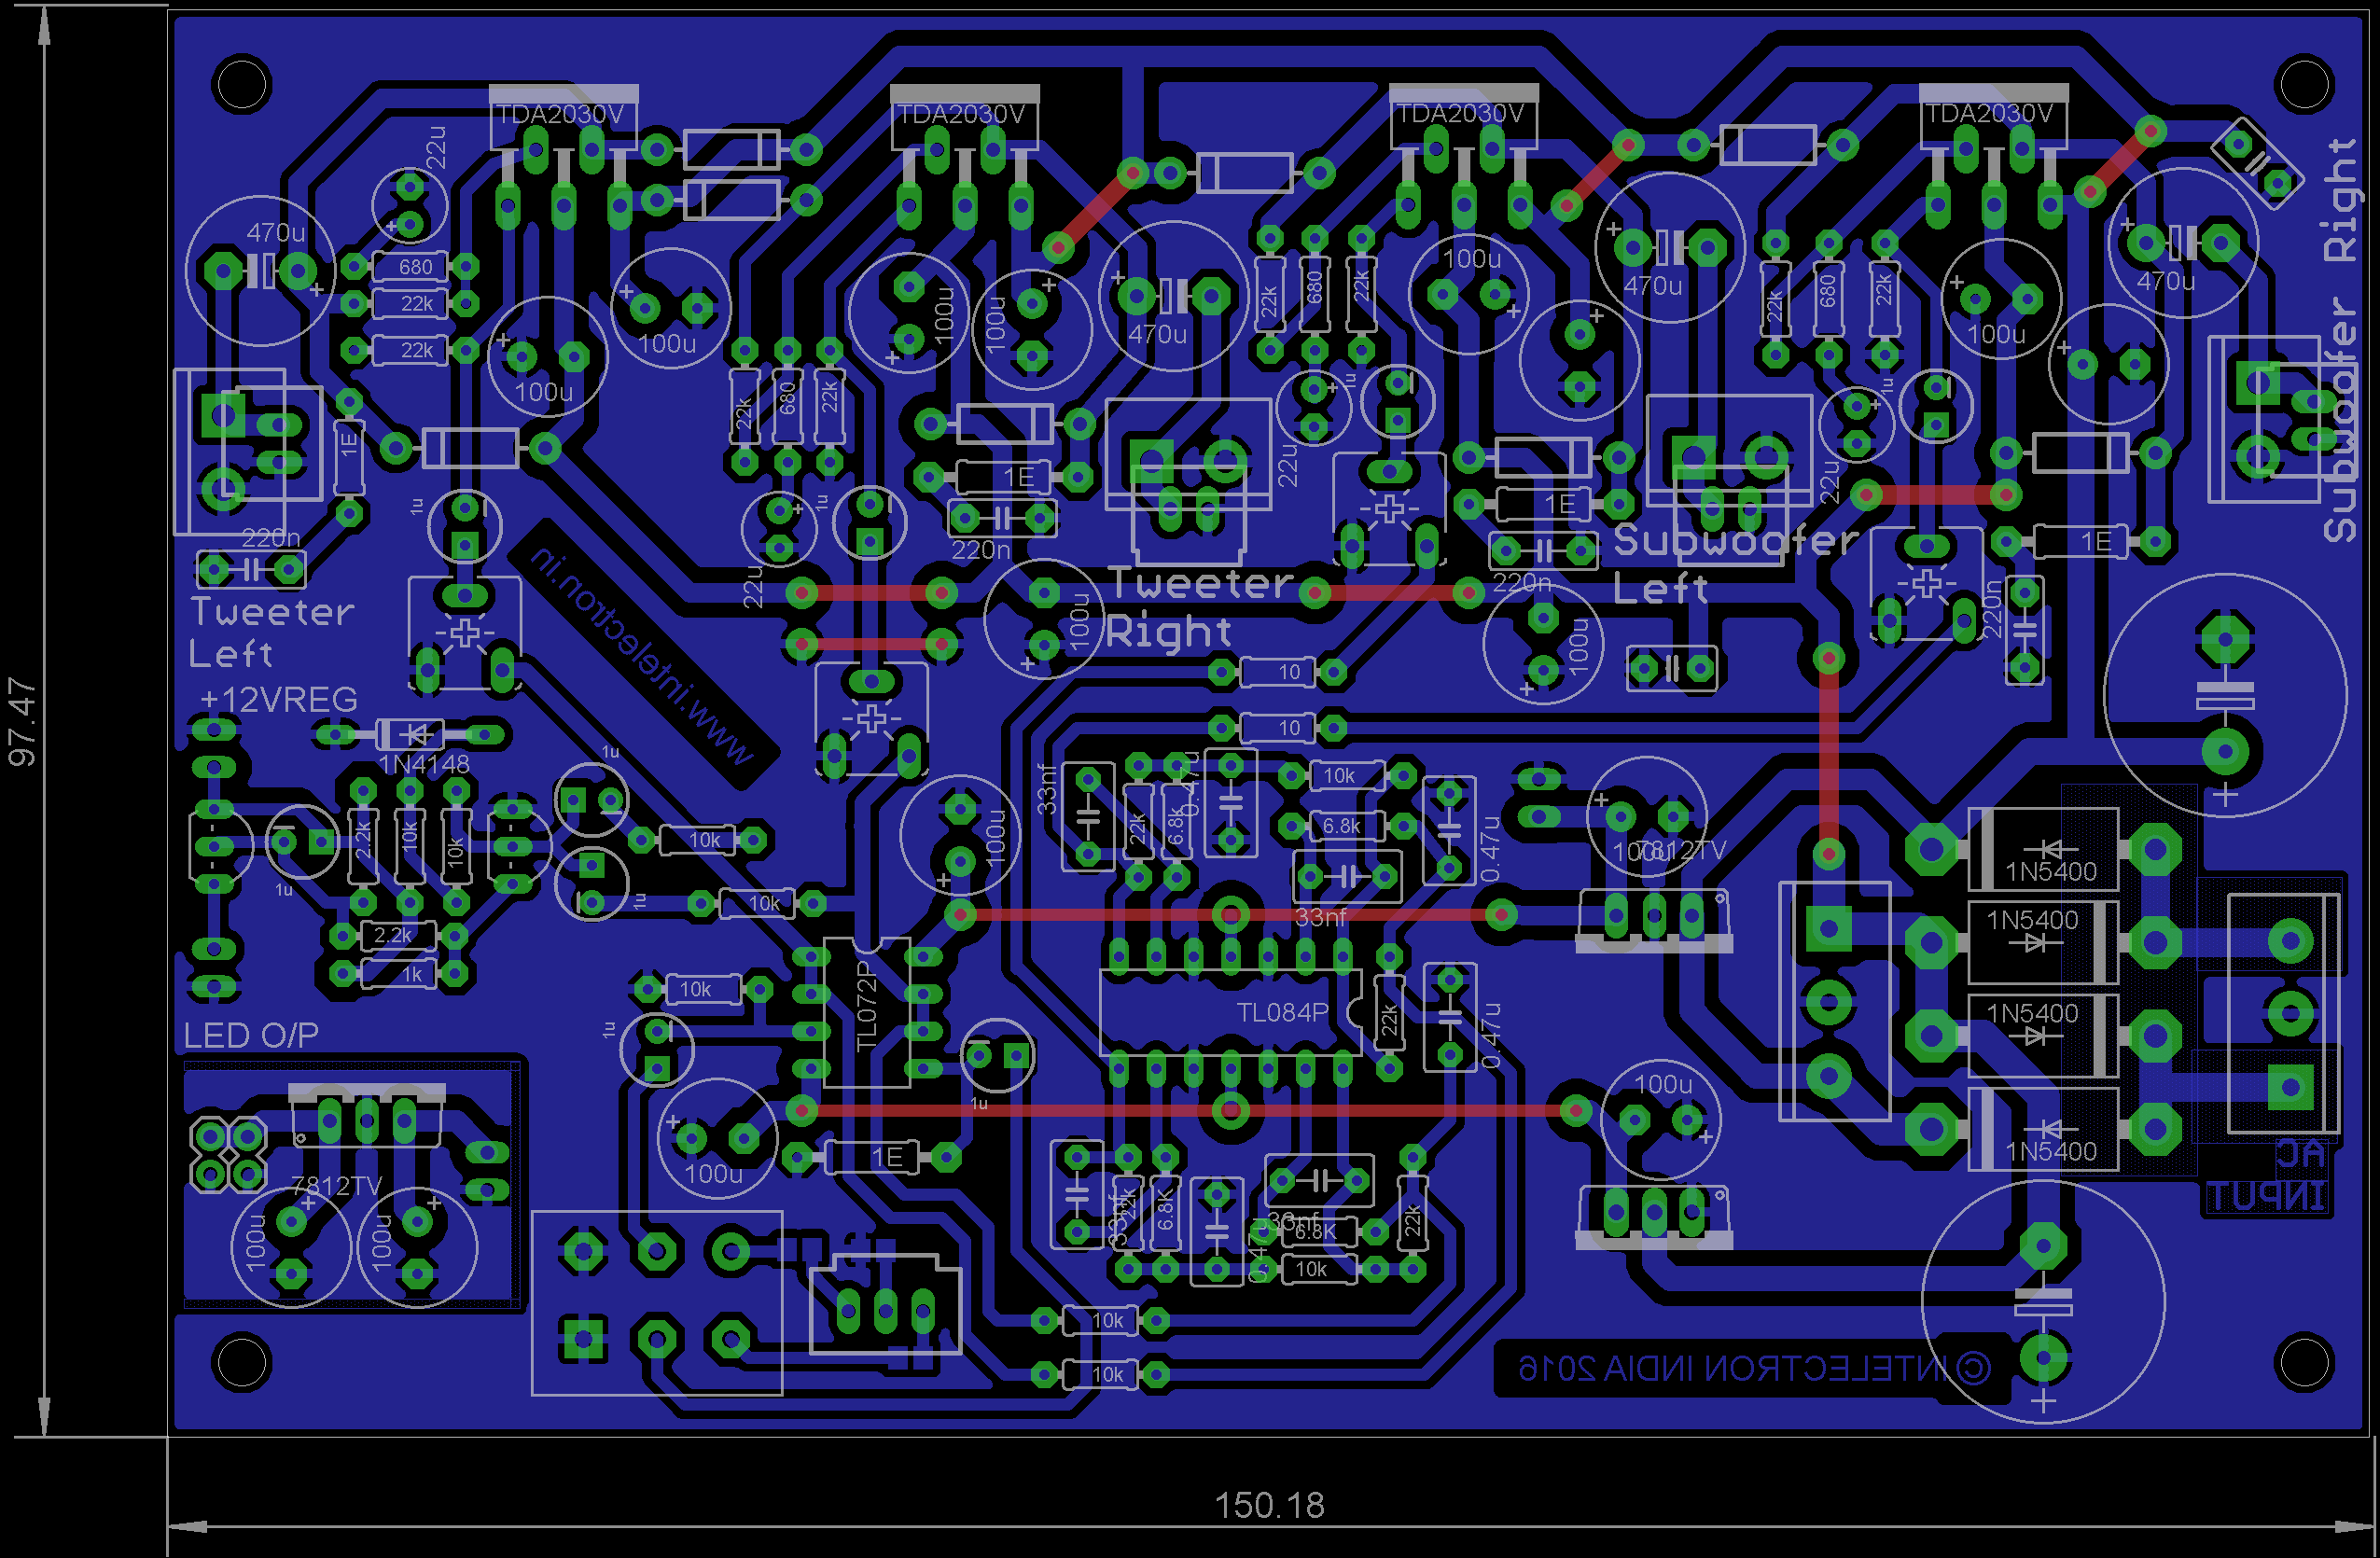 TDA2030V
TDA2030V
TDA2030V
TDA2030V
22u
470u
680
22k
22k
100u
100u
100u
100u
470u
22k
680
22k
100u
470u
22k
680
22k
100u
470u
Subwoofer Right
22k
680
22k
1u
22u
1u
22u
1E
1u
220n
1E
1u
220n
22u
1E
220n
1E
220n
Subwoofer
Left
Tweeter
Right
Tweeter
Left
www.intelectron.in
100u
100u
10
10
+12VREG
1N4148
1u
2.2k
10k
10k
1u
10k
10k
1u
2.2k
1k
100u
33nf
22k
6.8k
0.47u
10k
6.8k
0.47u
33nf
100u
7812TV
1N5400
1N5400
1N5400
1N5400
LED O/P
10k
1u
TL072P
1u
TL084P
22k
0.47u
100u
100u
1E
7812TV
100u
100u
33nf
22k
6.8K
0.47u
33nf
6.8K
10k
22k
AC
INPUT
10k
10k
©INTELECTRON INDIA 2016
97.47
150.18